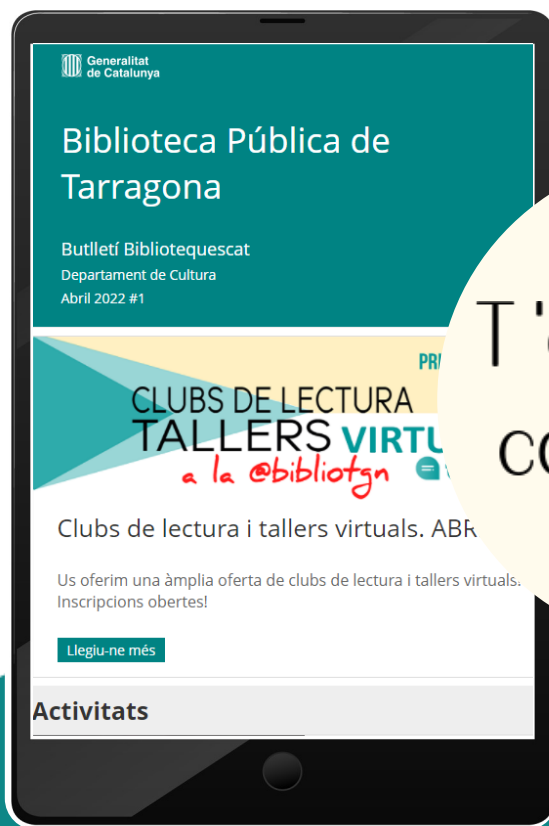 Generalitat
de Catalunya
Biblioteca Pública de
Tarragona
Butlletí Bibliotequescat
Departament de Cultura
Abril 2022 #1
CLUBS DE LECTURA
TALLERS
a la @bibliotgn
Clubs de lectura i tallers virtuals.
Us oferim una àmplia oferta de clubs de lectura i tallers virtuals.
Inscripcions obertes!
Llegiu-ne més
Activitats